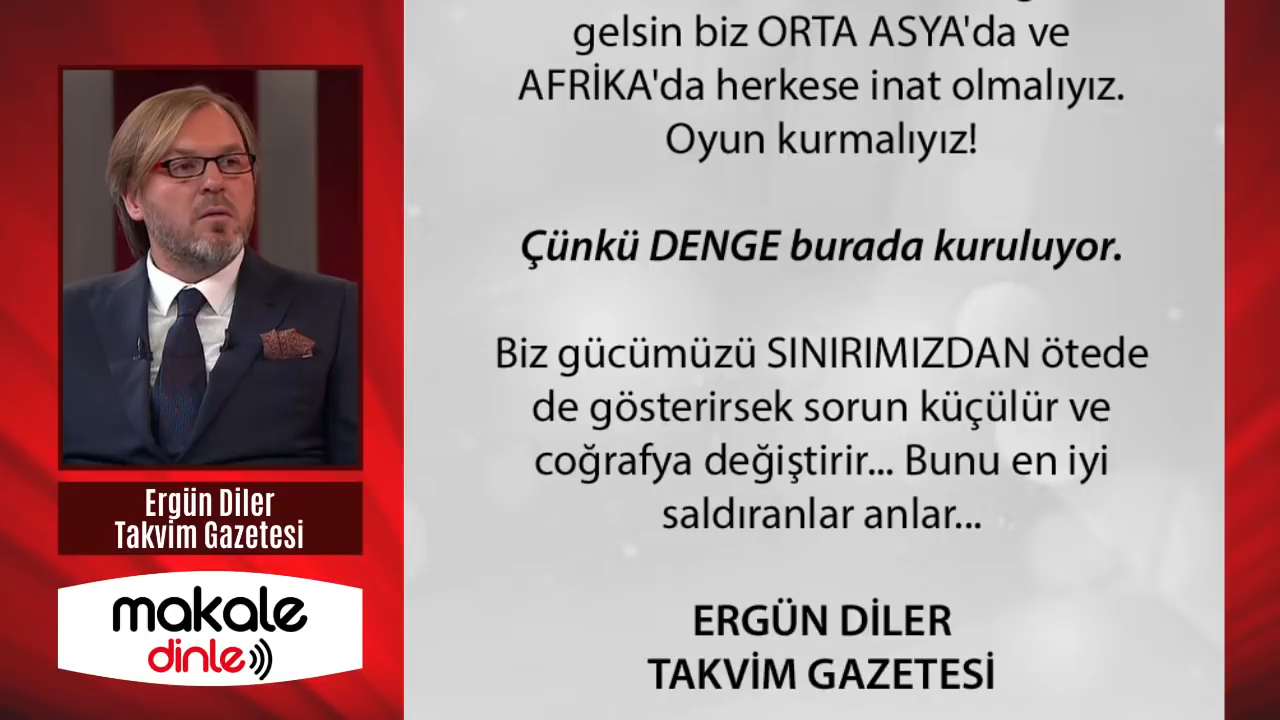 gelsin biz ORTA ASYA'da ve
AFRİKA'da herkese inat olmalıyız.
Oyun kurmalıyız!
Çünkü DENGE burada kuruluyor.
Biz gücümüzü SINIRIMIZDAN ötede
de gösterirsek sorun küçülür ve
coğrafya değiştirir... Bunu en iyi
saldıranlar anlar...
ERGÜN DİLER
TAKVİM GAZETESİ
Ergün Diler
Takvim Gazetesi
makale
dinle